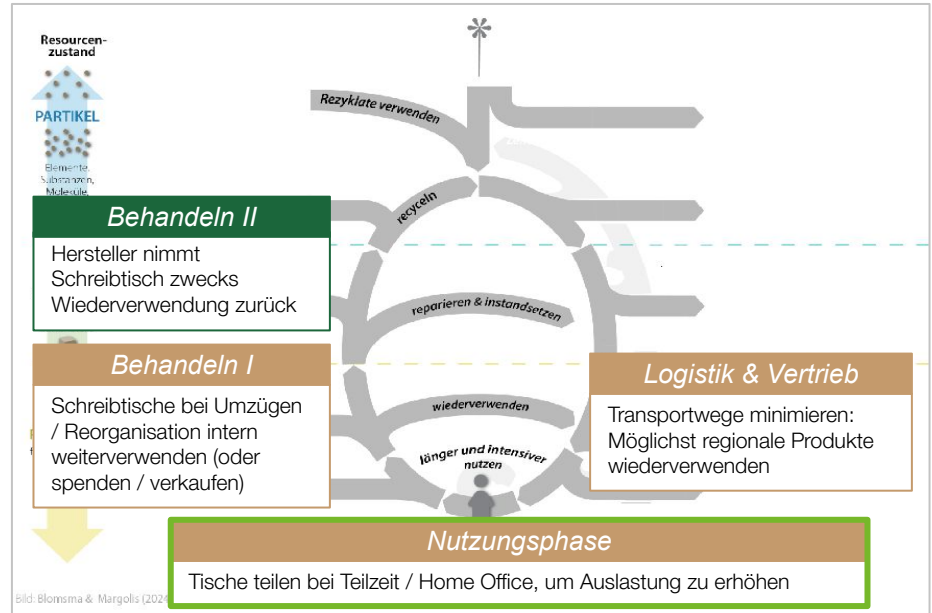 Resourcen-
zustand
PARTIKEL
Elemente,
Substanzen,
Moleküle,
Rezyklate verwenden
recyceln
Behandeln II
Hersteller nimmt
Schreibtisch zwecks
Wiederverwendung zurück
reparieren & instandsetzen
Behandeln I
Schreibtische bei Umzügen
/ Reorganisation intern
weiterverwenden (oder
spenden / verkaufen)
wiederverwenden
länger und intensiver
nutzen
Logistik & Vertrieb
Transportwege minimieren:
Möglichst regionale Produkte
wiederverwenden
Nutzungsphase
Tische teilen bei Teilzeit / Home Office, um Auslastung zu erhöhen
Bild: Blomsma & Margolis (2024